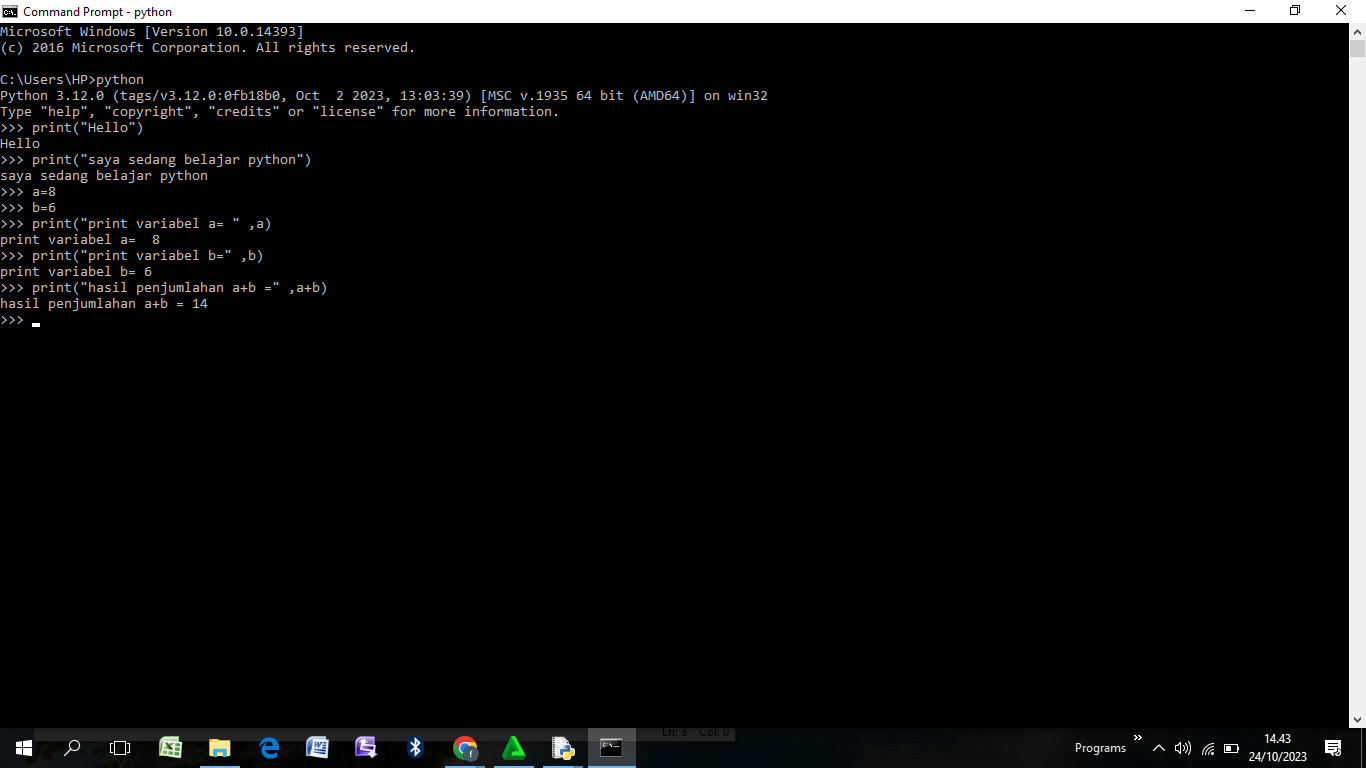 Command Prompt - python
Microsoft Windows [Version 10.0.14393]
(c) 2016 Microsoft Corporation. All rights reserved.
C:\Users\HP>python
Python 3.12.0 (tags/v3.12.0:0fb18b0, Oct  2 2023, 13:03:39) [MSC v.1935 64 bit (AMD64)] on win32
Type "help", "copyright", "credits" or "license" for more information.
>>> print("Hello")
Hello
>>> print("saya sedang belajar python")
saya sedang belajar python
>>> a=8
>>> b=6
>>> print("print variabel a= " ,a)
print variabel a=  8
>>> print("print variabel b=" ,b)
print variabel b= 6
>>> print("hasil penjumlahan a+b =" ,a+b)
hasil penjumlahan a+b = 14
>>>
Ln: 3 Col: 0
Programs
14.43
24/10/2023